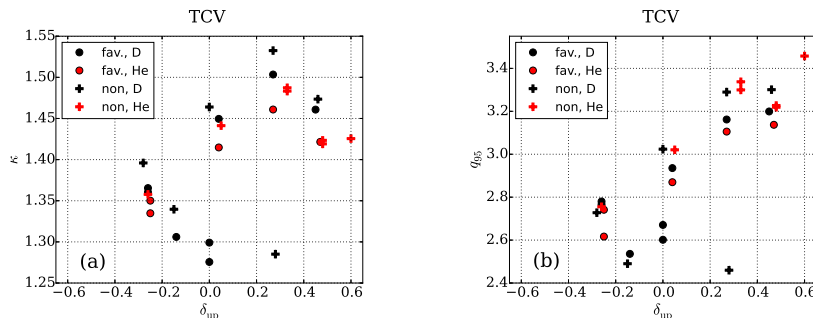 TCV
1.55
1.50
1.45
1.40
1.35
1.30
1.25
κ
fav., D
fav., He
non, D
non, He
(a)
−0.6 −0.4 −0.2 0.0 0.2 0.4 0.6
δup
TCV
3.4
3.2
3.0
2.8
2.6
2.4
q95
fav., D
fav., He
non, D
non, He
(b)
−0.6 −0.4 −0.2 0.0 0.2 0.4 0.6
δup